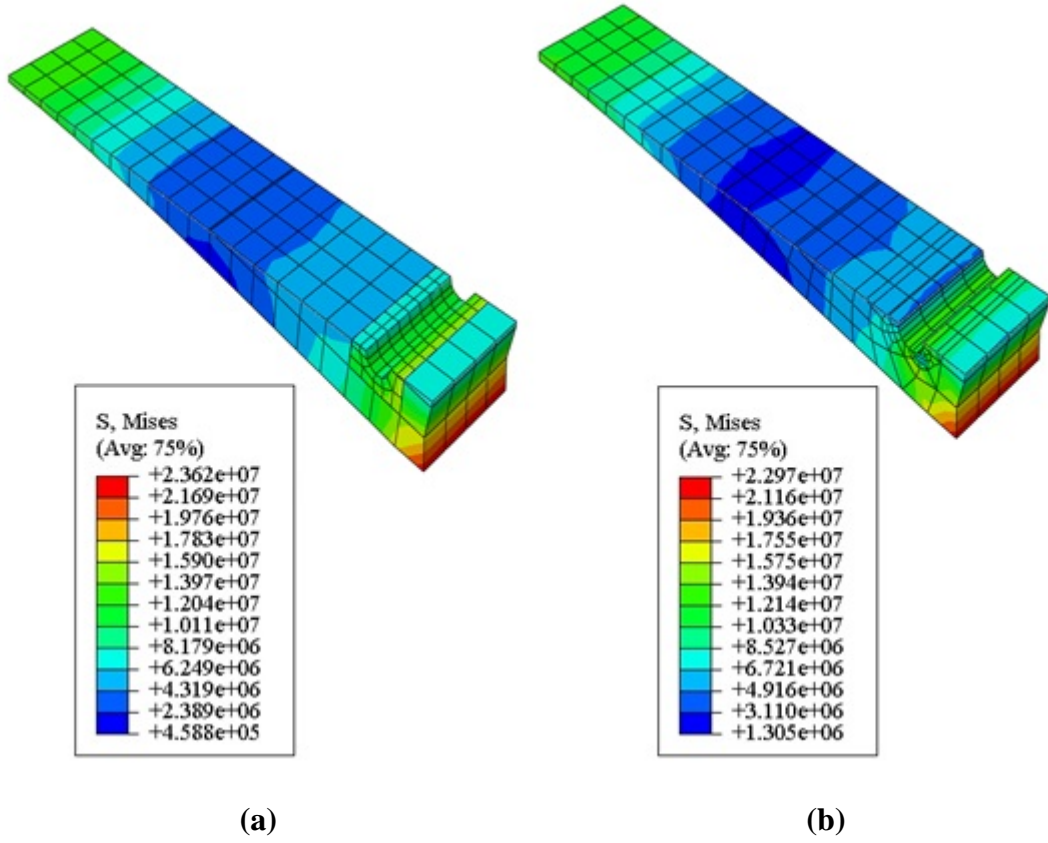 S, Mises
(Avg: 75%)
+2.362e+07
+2.169e+07
+1.976e+07
+1.783e+07
+1.590e+07
+1.397e+07
+1.204e+07
+1.011e+07
+8.179e+06
+6.249e+06
+4.319e+06
+2.389e+06
+4.588e+05
S, Mises
(Avg: 75%)
+2.297e+07
+2.116e+07
+1.936e+07
+1.755e+07
+1.575e+07
+1.394e+07
+1.214e+07
+1.033e+07
+8.527e+06
+6.721e+06
+4.916e+06
+3.110e+06
+1.305e+06
(a)
(b)